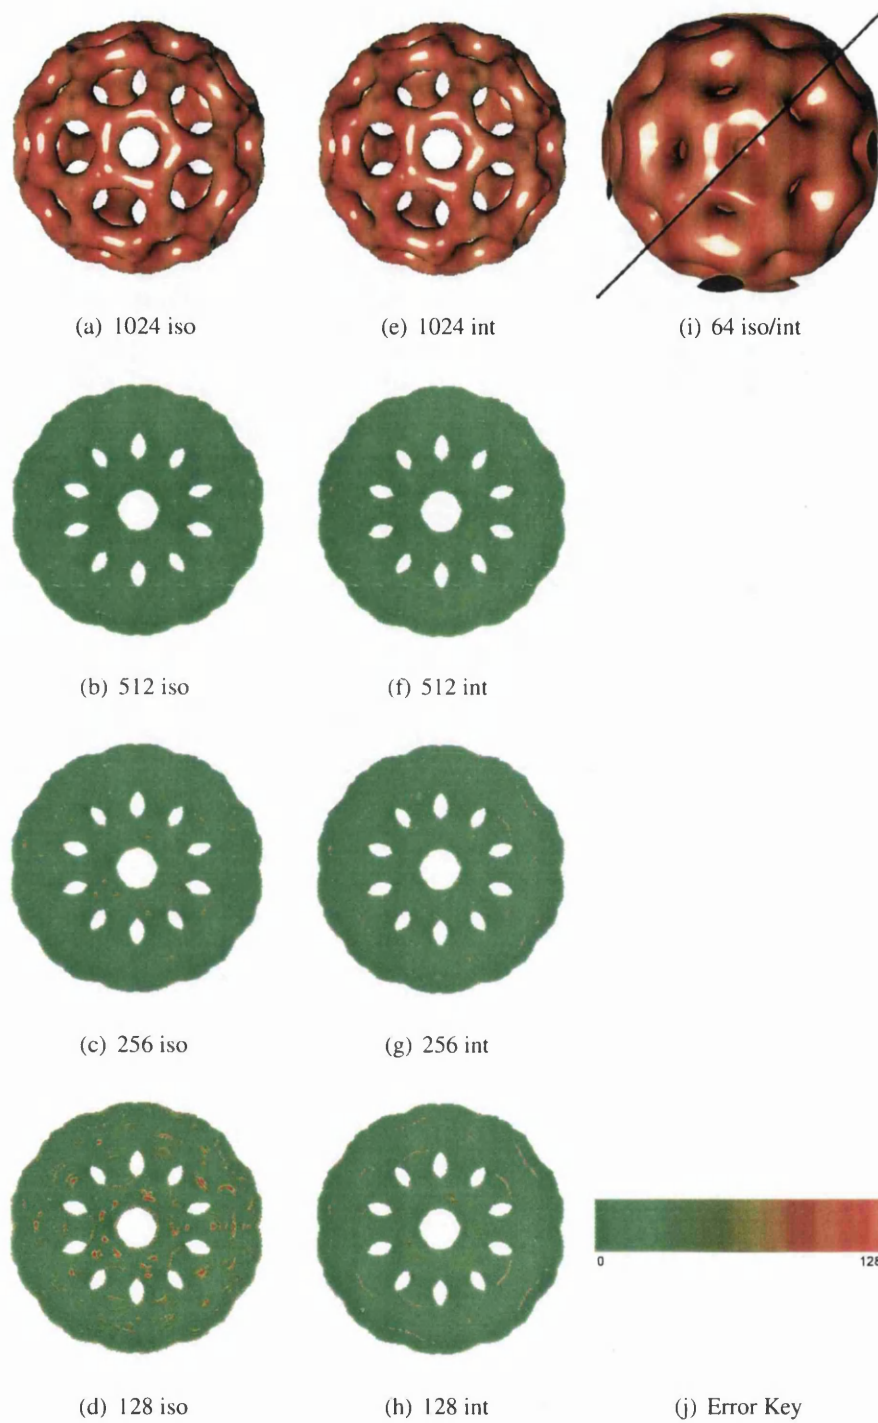 (a) 1024 iso
(e) 1024 int
(i) 64 iso/int
(b) 512 iso
(f) 512 int
(c) 256 iso
(g) 256 int
0
128
(d) 128 iso
(h) 128 int
(j) Error Key